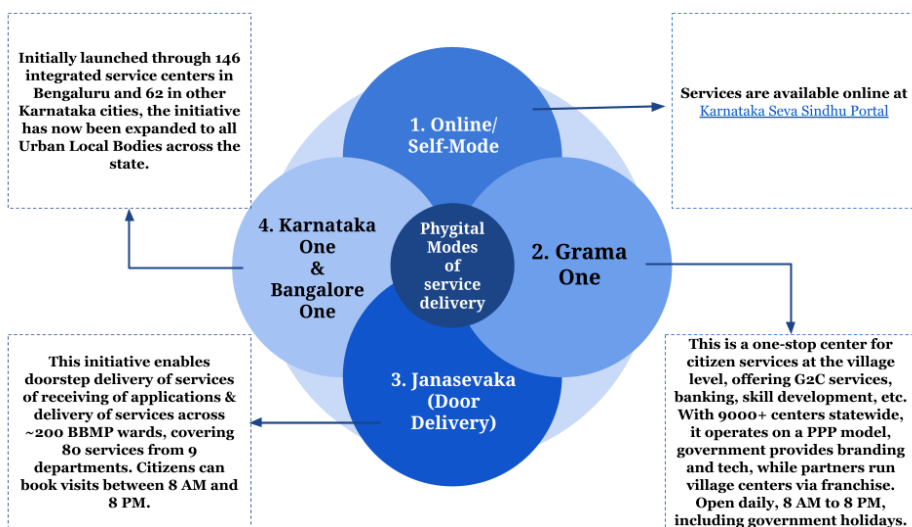 Initially launched through 146
integrated service centers in
Bengaluru and 62 in other
Karnataka cities, the initiative
has now been expanded to all
Urban Local Bodies across the
state.
1. Online/
Self-Mode
Services are available online at
Karnataka Seva Sindhu Portal
4. Karnataka
One
&
Bangalore
One
Phygital
Modes
of
service
delivery
2. Grama
One
This initiative enables
doorstep delivery of services
of receiving of applications &
delivery of services across
~200 BBMP wards, covering
80 services from 9
departments. Citizens can
book visits between 8 AM and
8 PM.
3. Janasevaka
(Door
Delivery)
This is a one-stop center for
citizen services at the village
level, offering G2C services,
banking, skill development, etc.
With 9000+ centers statewide,
it operates on a PPP model,
government provides branding
and tech, while partners run
village centers via franchise.
Open daily, 8 AM to 8 PM,
including government holidays.